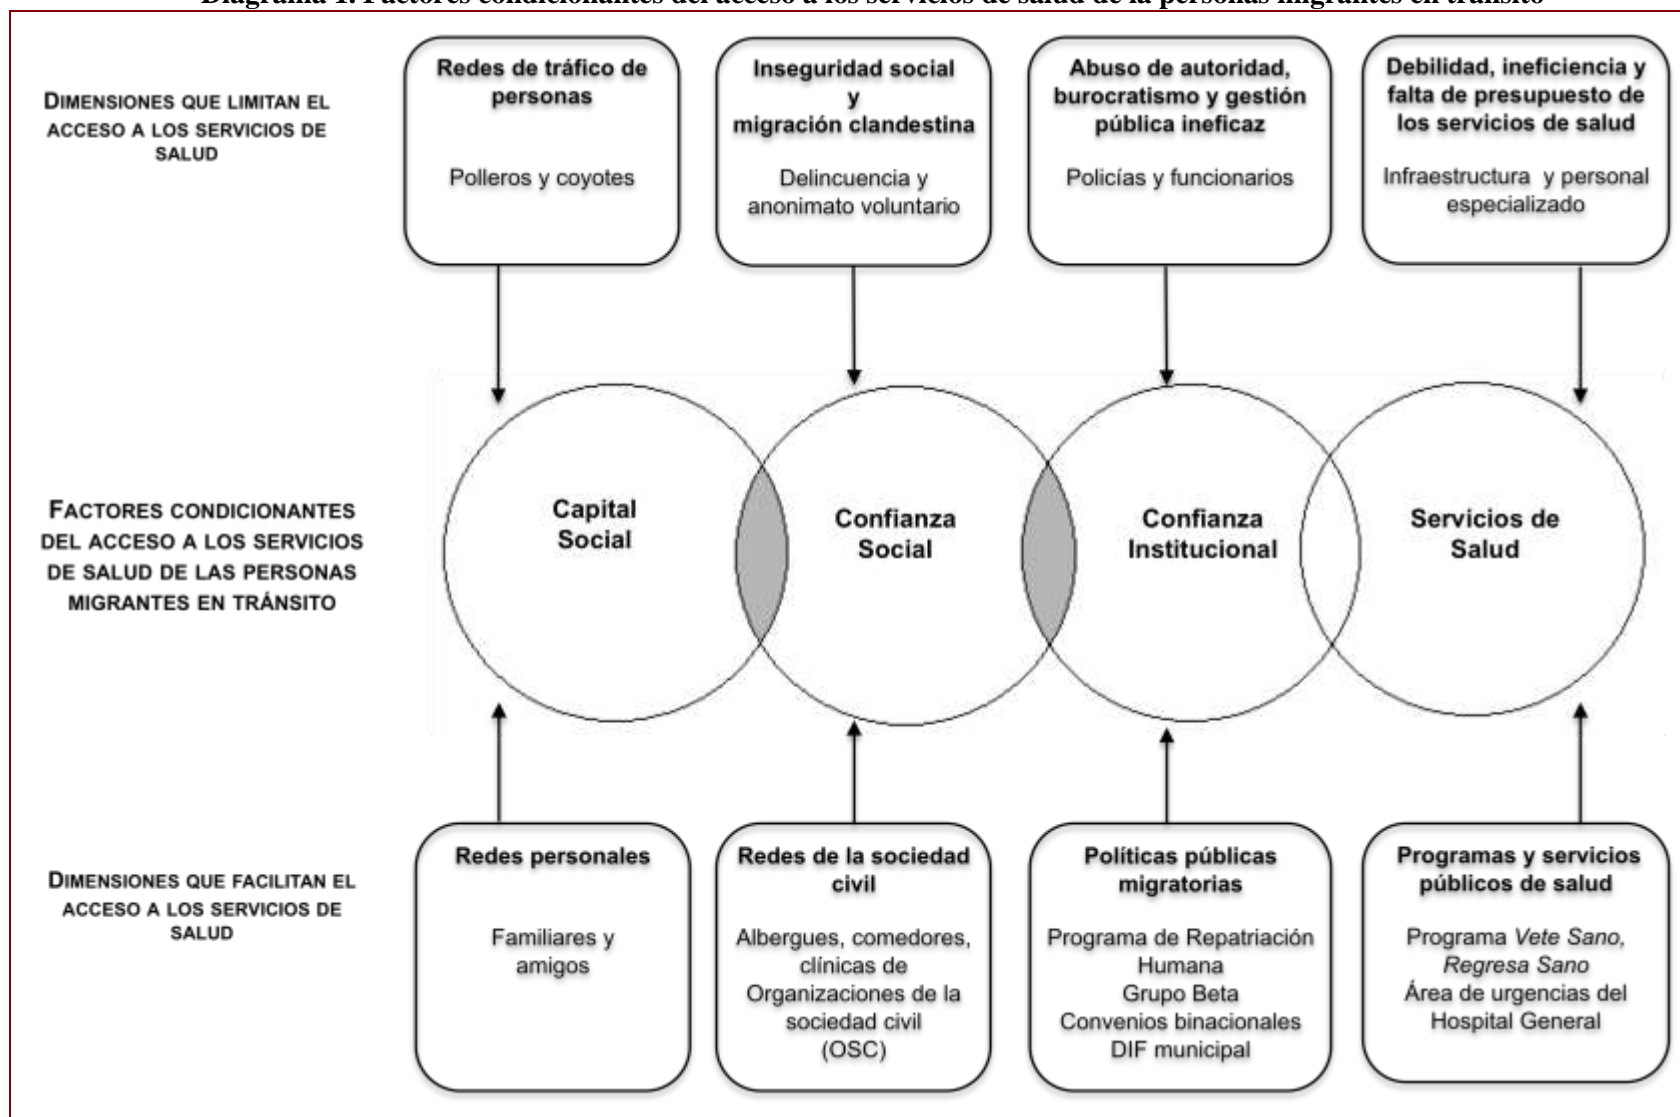 Diagrama 1. Factores condicionantes del acceso a los servicios de salud de la personas migrantes en tránsito
DIMENSIONES QUE LIMITAN EL
ACCESO A LOS SERVICIOS DE
SALUD
Redes de tráfico de
personas
Polleros y coyotes
Inseguridad social
y
migración clandestina
Delincuencia y
anonimato voluntario
Abuso de autoridad,
burocratismo y gestión
pública ineficaz
Policías y funcionarios
Debilidad, ineficiencia y
falta de presupuesto de
los servicios de salud
Infraestructura y personal
especializado
FACTORES CONDICIONANTES
DEL ACCESO A LOS SERVICIOS
DE SALUD DE LAS PERSONAS
MIGRANTES EN TRÁNSITO
Capital
Social
Confianza
Social
Confianza
Institucional
Servicios de
Salud
DIMENSIONES QUE FACILITAN EL
ACCESO A LOS SERVICIOS DE
SALUD
Redes personales
Familiares y
amigos
Redes de la sociedad
civil
Albergues, comedores,
clínicas de
Organizaciones de la
sociedad civil
(OSC)
Políticas públicas
migratorias
Programa de Repatriación
Humana
Grupo Beta
Convenios binacionales
DIF municipal
Programas y servicios
públicos de salud
Programa Vete Sano,
Regresa Sano
Área de urgencias del
Hospital General